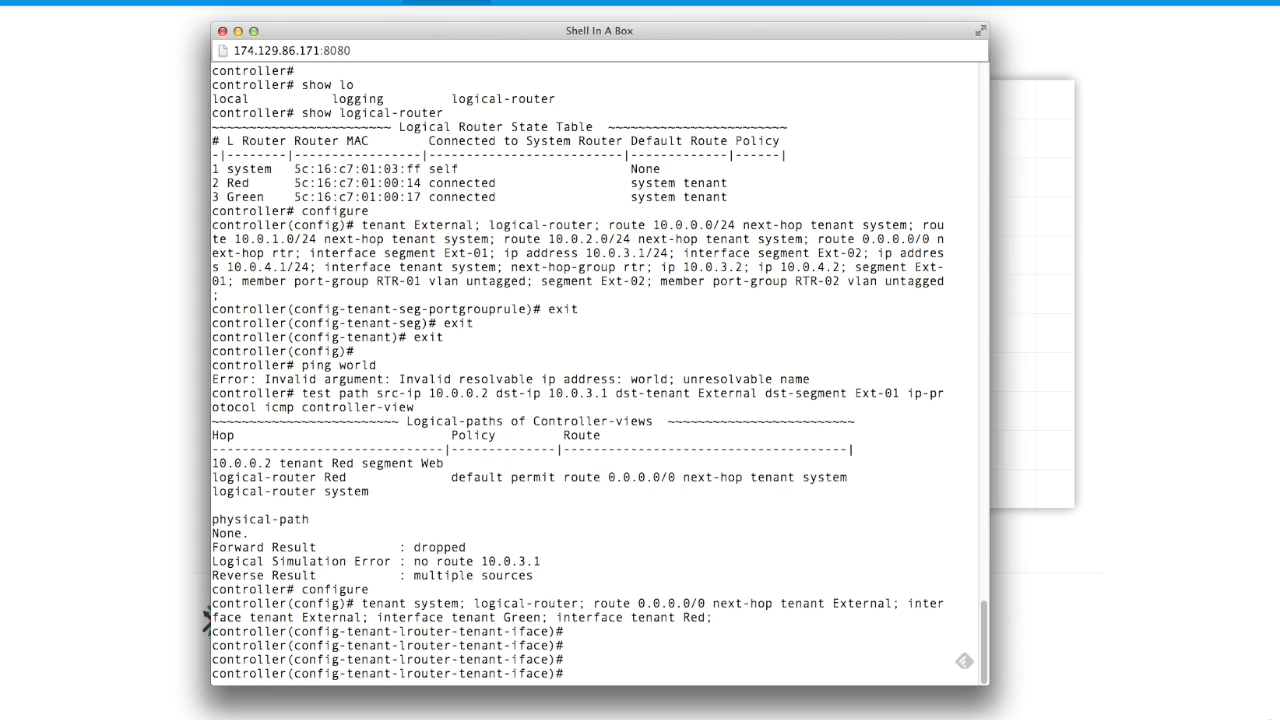 Shell In A Box
174.129.86.171:8080
controller#
controller# show lo
local           logging         logical-router
controller# show logical-router
~~~~~~~~~~~~~~~~~~~~~~~~ Logical Router State Table  ~~~~~~~~~~~~~~~~~~~~~~~~
# L Router Router MAC        Connected to System Router Default Route Policy
-|--------|-----------------|--------------------------|-------------|------|
1 system   5c:16:c7:01:03:ff self                       None
2 Red      5c:16:c7:01:00:14 connected                  system tenant
3 Green    5c:16:c7:01:00:17 connected                  system tenant
controller# configure
controller(config)# tenant External; logical-router; route 10.0.0.0/24 next-hop tenant system; rou
te 10.0.1.0/24 next-hop tenant system; route 10.0.2.0/24 next-hop tenant system; route 0.0.0.0/0 n
ext-hop rtr; interface segment Ext-01; ip address 10.0.3.1/24; interface segment Ext-02; ip addres
s 10.0.4.1/24; interface tenant system; next-hop-group rtr; ip 10.0.3.2; ip 10.0.4.2; segment Ext-
01; member port-group RTR-01 vlan untagged; segment Ext-02; member port-group RTR-02 vlan untagged
;
controller(config-tenant-seg-portgrouprule)# exit
controller(config-tenant-seg)# exit
controller(config-tenant)# exit
controller(config)#
controller# ping world
Error: Invalid argument: Invalid resolvable ip address: world; unresolvable name
controller# test path src-ip 10.0.0.2 dst-ip 10.0.3.1 dst-tenant External dst-segment Ext-01 ip-pr
otocol icmp controller-view
~~~~~~~~~~~~~~~~~~~~~~~~~ Logical-paths of Controller-views  ~~~~~~~~~~~~~~~~~~~~~~~~~
Hop                             Policy         Route
-------------------------------|--------------|--------------------------------------|
10.0.0.2 tenant Red segment Web
logical-router Red              default permit route 0.0.0.0/0 next-hop tenant system
logical-router system
physical-path
None.
Forward Result           : dropped
Logical Simulation Error : no route 10.0.3.1
Reverse Result           : multiple sources
controller# configure
controller(config)# tenant system; logical-router; route 0.0.0.0/0 next-hop tenant External; inter
face tenant External; interface tenant Green; interface tenant Red;
controller(config-tenant-lrouter-tenant-iface)#
controller(config-tenant-lrouter-tenant-iface)#
controller(config-tenant-lrouter-tenant-iface)#
controller(config-tenant-lrouter-tenant-iface)#